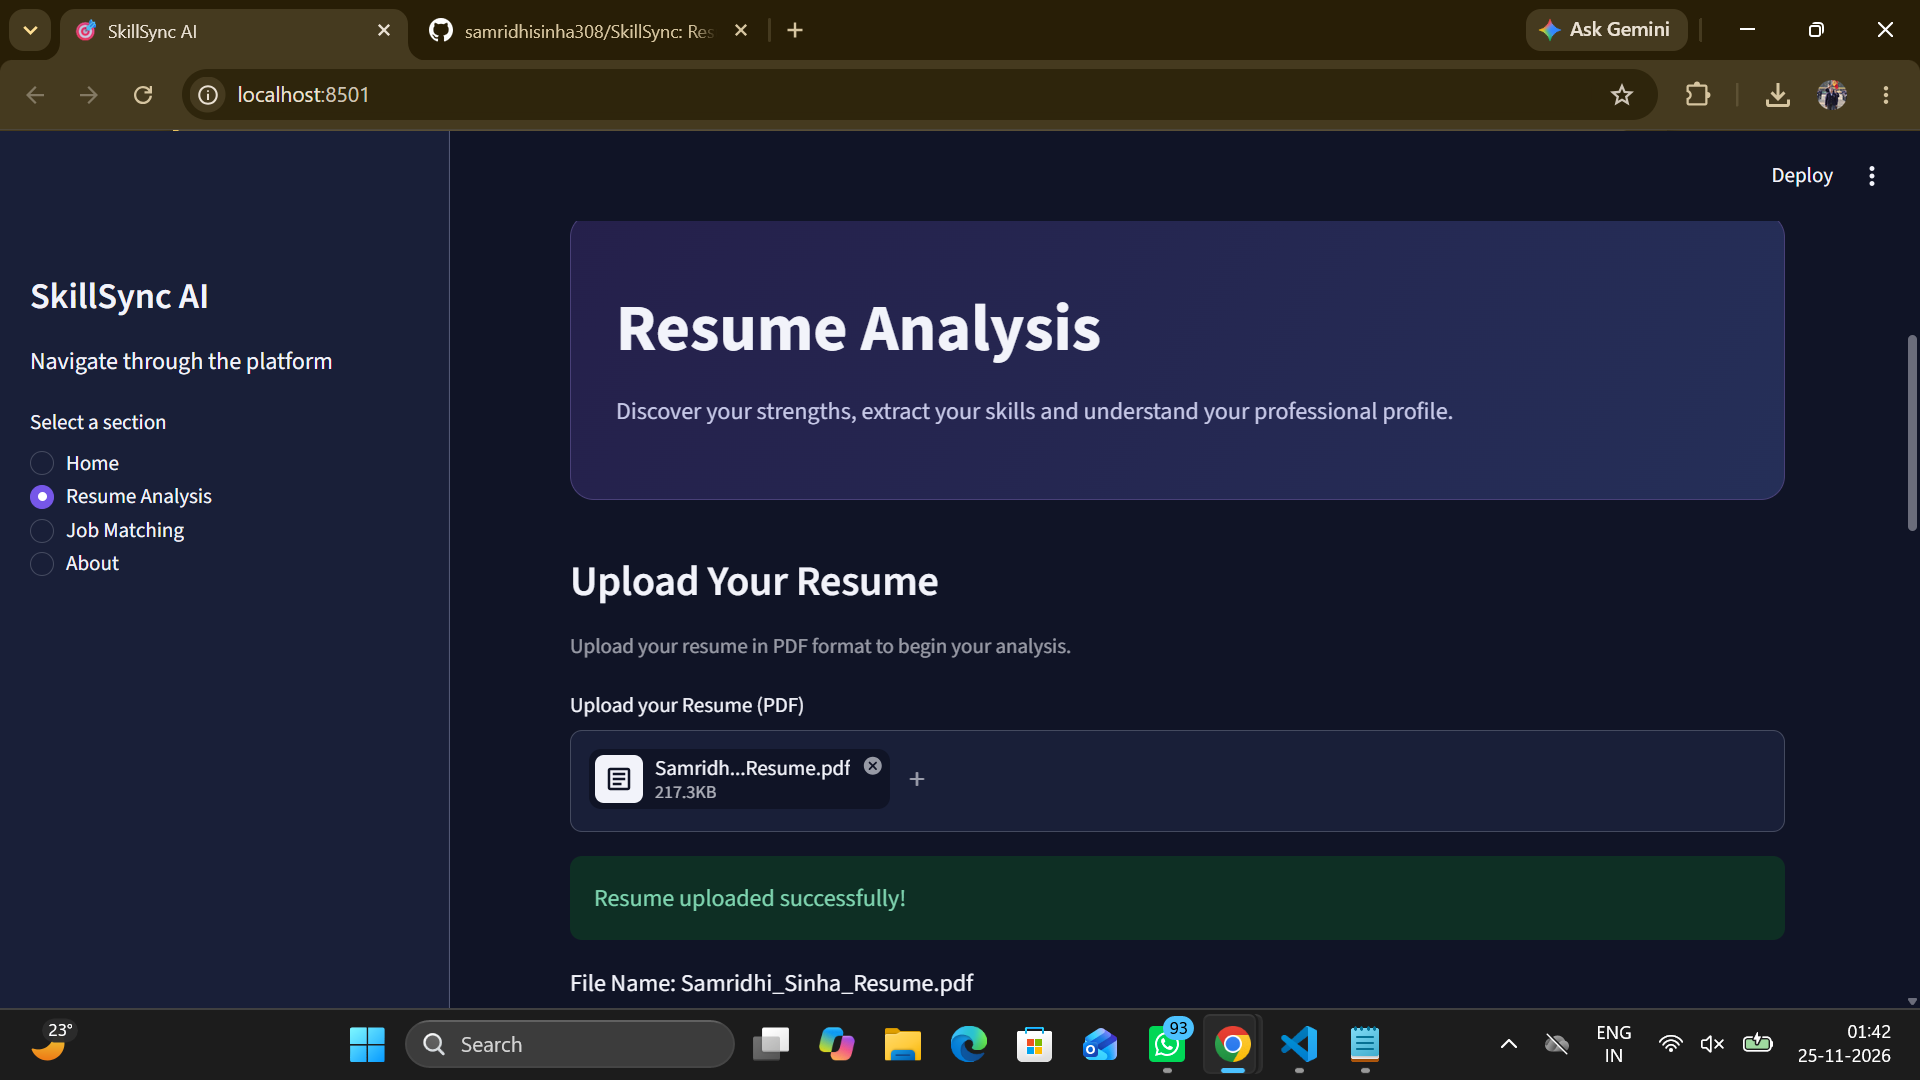 SkillSync AI
samridhisinha308/SkillSync: Res
Ask Gemini
localhost:8501
Deploy
SkillSync AI
Navigate through the platform
Select a section
Home
Resume Analysis
Job Matching
About
Resume Analysis
Discover your strengths, extract your skills and understand your professional profile.
Upload Your Resume
Upload your resume in PDF format to begin your analysis.
Upload your Resume (PDF)
Samridh...Resume.pdf
217.3KB
Resume uploaded successfully!
File Name: Samridhi_Sinha_Resume.pdf
23°
Search
93
ENG
IN
01:42
25-11-2026